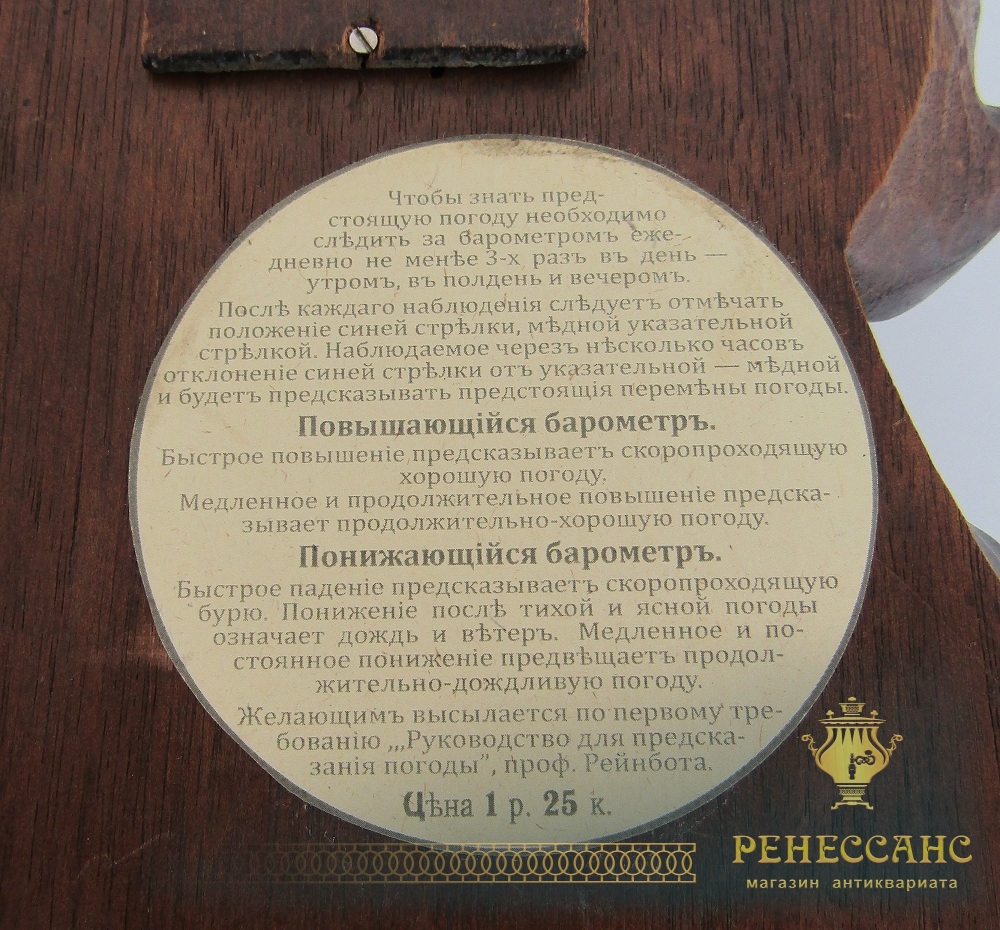 Чтобы знать пред-
стоящую погоду необходимо
слѣдить за барометромъ еже-
дневно не менѣе 3-х разъ въ день —
утромъ, въ полдень и вечеромъ.
Послѣ каждаго наблюденія слѣдуетъ отмѣчать
положеніе синей стрѣлки, мѣдной указательной
стрѣлкой. Наблюдаемое черезъ нѣсколько часовъ
отклоненіе синей стрѣлки отъ указательной — мѣдной
и будетъ предсказывать предстоящія перемѣны погоды.
Повышающійся барометръ.
Быстрое повышеніе предсказываетъ скоропроходящую
хорошую погоду.
Медленное и продолжительное повышеніе предска-
зывает продолжительно-хорошую погоду.
Понижающійся барометръ.
Быстрое паденіе предсказываетъ скоропроходящую
бурю. Пониженіе послѣ тихой и ясной погоды
означает дождь и вѣтеръ. Медленное и по-
стоянное пониженіе предвѣщаетъ продол-
жительно-дождливую погоду.
Желающимъ высылается по первому тре-
бованію „,Руководство для предска-
занія погоды”, проф. Рейнбота.
Цѣна 1 р. 25 к.
РЕНЕССАНС
магазин антиквариата